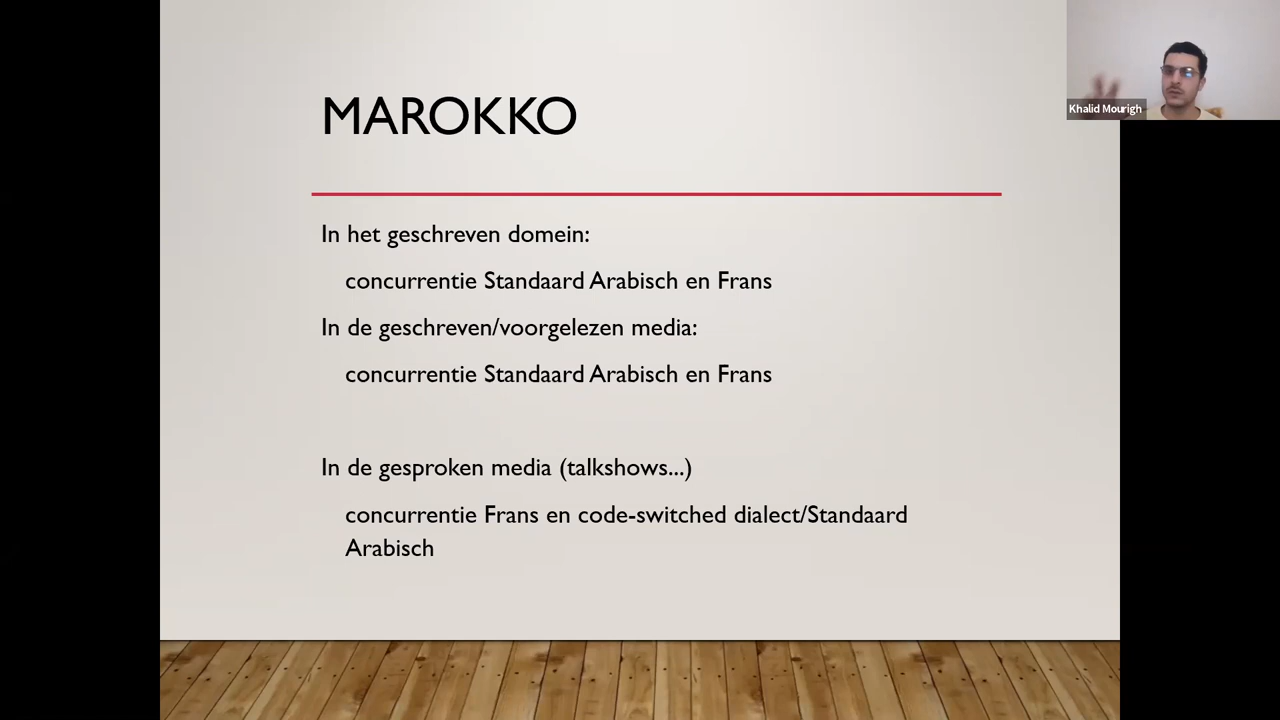 MAROKKO
Khalid Mourigh
In het geschreven domein:
concurrentie Standaard Arabisch en Frans
In de geschreven/voorgelezen media:
concurrentie Standaard Arabisch en Frans
In de gesproken media (talkshows...)
concurrentie Frans en code-switched dialect/Standaard
Arabisch